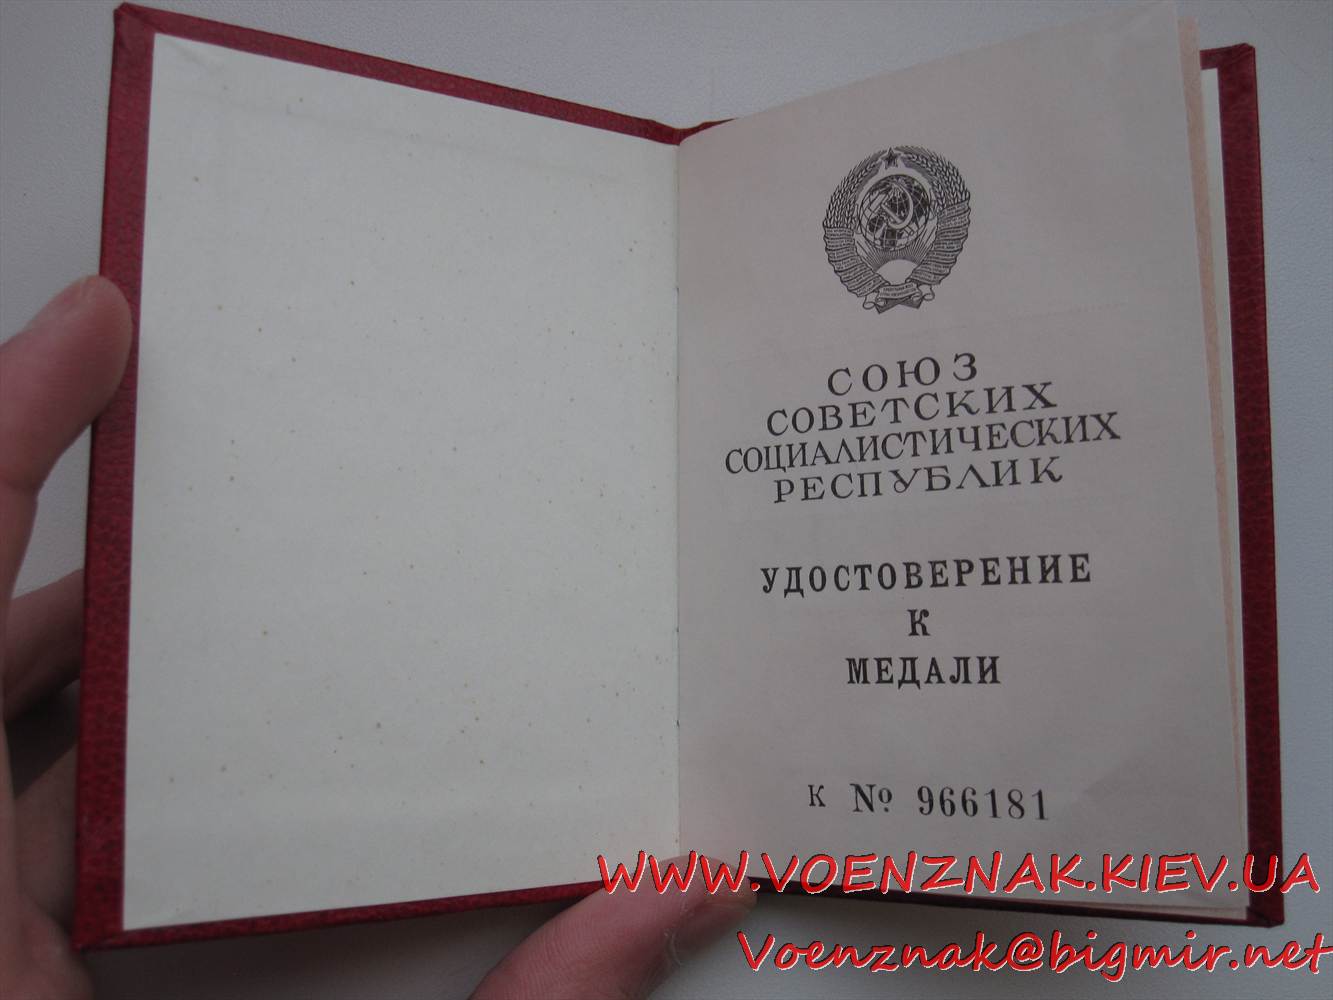 СОЮЗ
СОВЕТСКИХ
СОЦИАЛИСТИЧЕСКИХ
РЕСПУБЛИК
УДОСТОВЕРЕНИЕ
К
МЕДАЛИ
К № 966181
WWW.VOENZNAK.KIEV.UA
Voenznak@bigmir.net